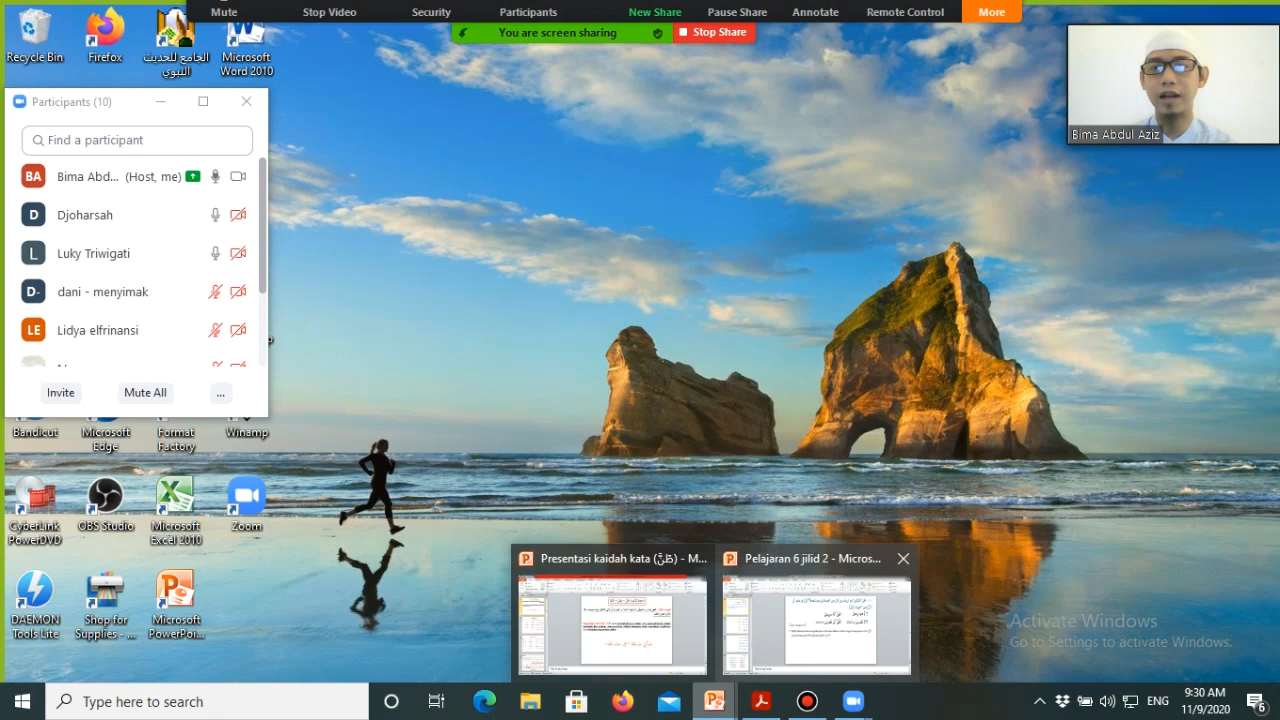 Mute Stop Video Security Participants New Share Pause Share Annotate Remote Control More
You are screen sharing Stop Share
Recycle Bin
Firefox
الجامع للحديث
النبوي
Microsoft
Word 2010
Bima Abdul Aziz
Participants (10)
Find a participant
BA Bima Abd... (Host, me)
D Djoharsah
L Luky Triwigati
D- dani - menyimak
LE Lidya elfrinansi
Invite Mute All ...
Bandicut
Microsoft
Edge
Format
Factory
Winamp
CyberLink
PowerDVD
OBS Studio
Microsoft
Excel 2010
Zoom
DAEMON
Tools Lite
Microsoft
PowerPoi...
Presentasi kaidah kata (ظَنَّ) - M...
Pelajaran 6 jilid 2 - Micros...
Activate Windows
Go to Settings to activate Windows.
Type here to search
ENG
9:30 AM
11/9/2020
6